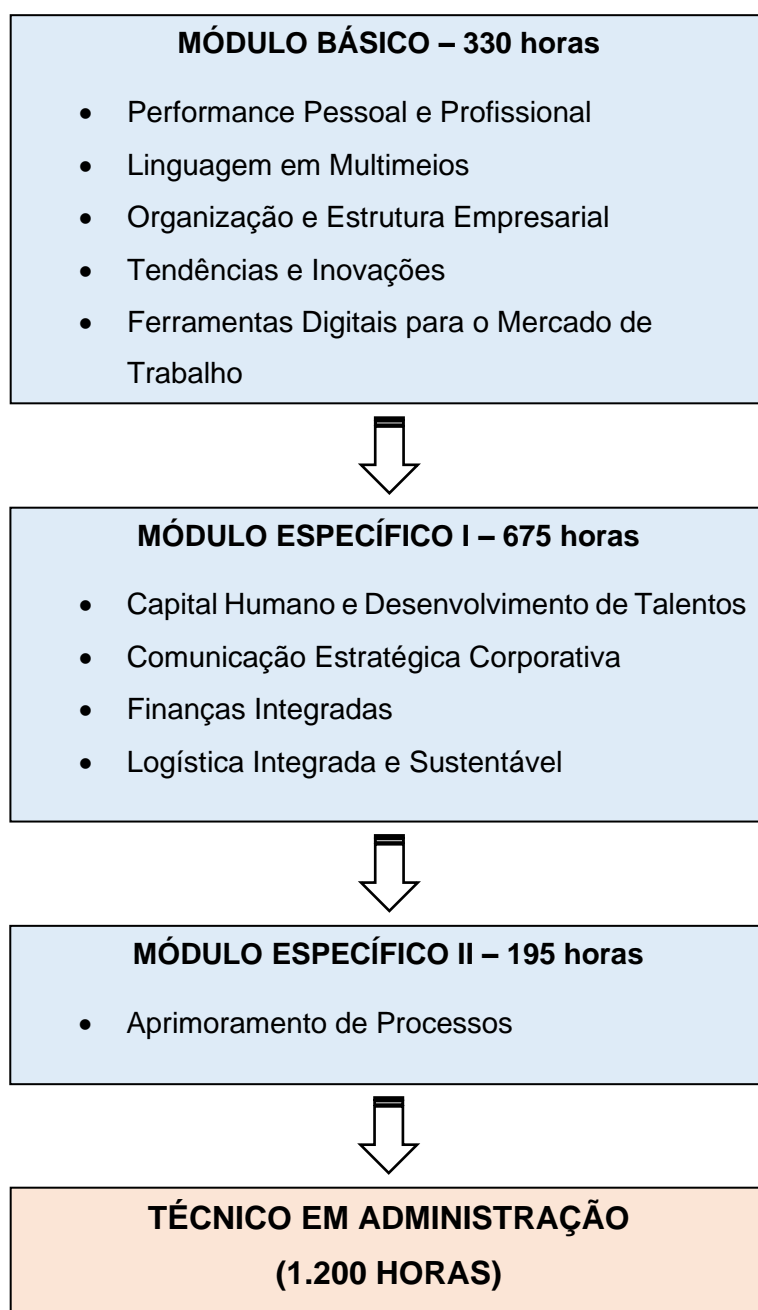 MÓDULO BÁSICO – 330 horas
• Performance Pessoal e Profissional
• Linguagem em Multimeios
• Organização e Estrutura Empresarial
• Tendências e Inovações
• Ferramentas Digitais para o Mercado de
Trabalho
MÓDULO ESPECÍFICO I – 675 horas
• Capital Humano e Desenvolvimento de Talentos
• Comunicação Estratégica Corporativa
• Finanças Integradas
• Logística Integrada e Sustentável
MÓDULO ESPECÍFICO II – 195 horas
• Aprimoramento de Processos
TÉCNICO EM ADMINISTRAÇÃO
(1.200 HORAS)